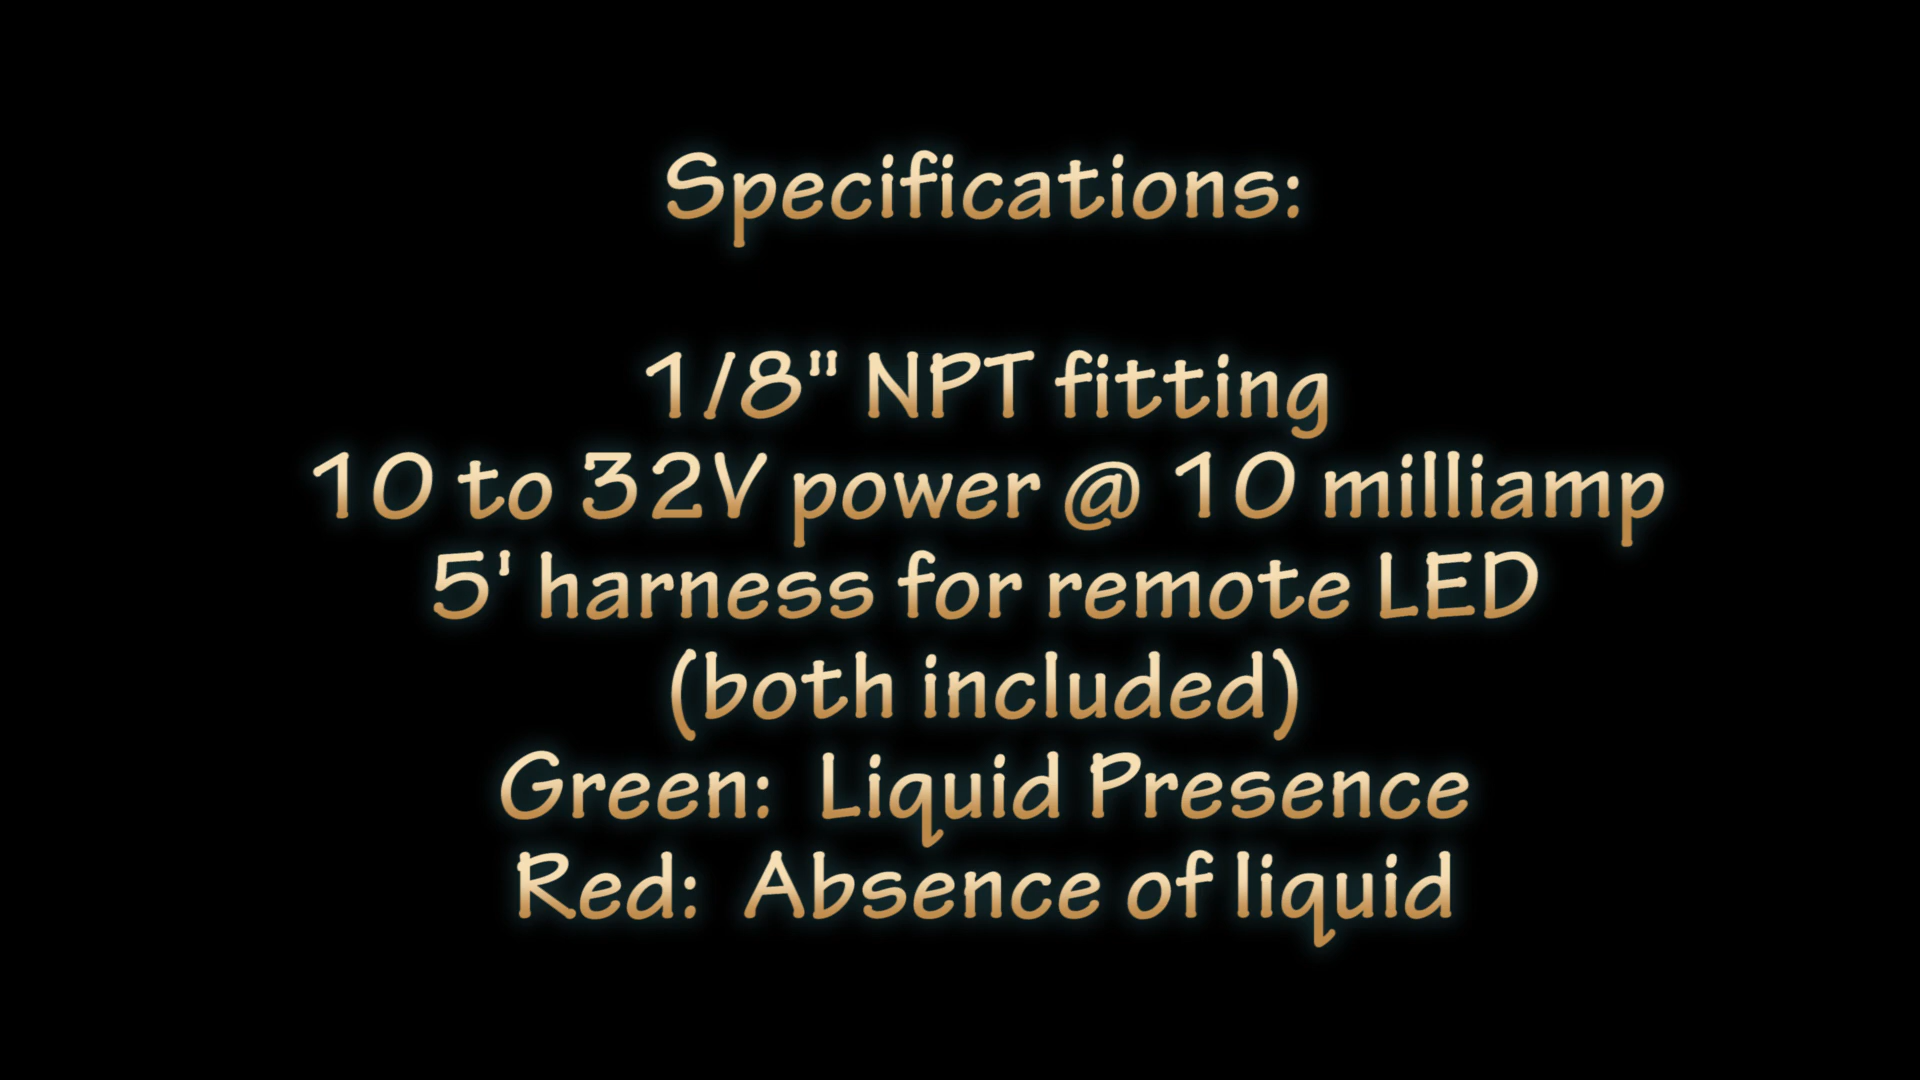 Specifications:
1/8" NPT fitting
10 to 32V power @ 10 milliamp
5' harness for remote LED
(both included)
Green: Liquid Presence
Red: Absence of liquid